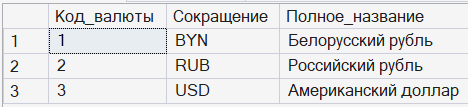 Код_валюты Сокращение Полное_название
1 1 BYN Белорусский рубль
2 2 RUB Российский рубль
3 3 USD Американский доллар